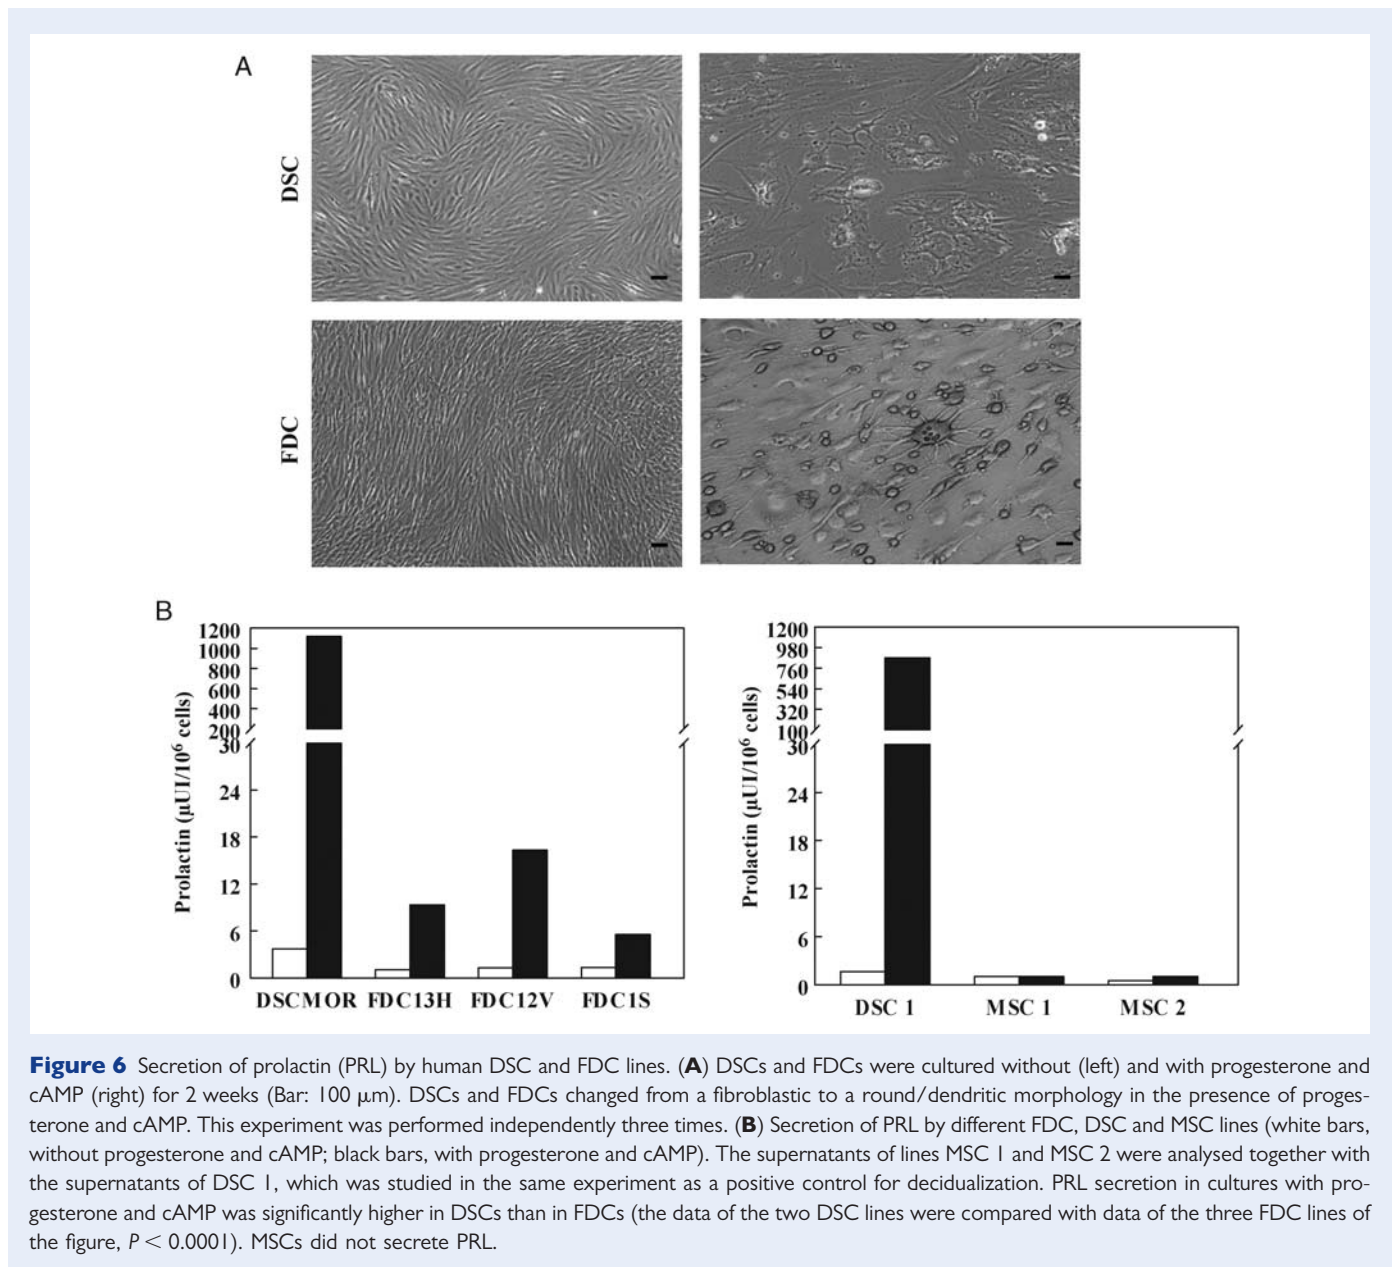 A
DSC
FDC
B
Prolactin (µUI/10⁶ cells)
1200
1000
800
600
400
200
30
24
18
12
6
0
DSCMOR FDC13H FDC12V FDC1S
Prolactin (µUI/10⁶ cells)
1200
980
760
540
320
100
30
24
18
12
6
0
DSC 1 MSC 1 MSC 2
Figure 6 Secretion of prolactin (PRL) by human DSC and FDC lines. (A) DSCs and FDCs were cultured without (left) and with progesterone and
cAMP (right) for 2 weeks (Bar: 100 µm). DSCs and FDCs changed from a fibroblastic to a round/dendritic morphology in the presence of proges-
terone and cAMP. This experiment was performed independently three times. (B) Secretion of PRL by different FDC, DSC and MSC lines (white bars,
without progesterone and cAMP; black bars, with progesterone and cAMP). The supernatants of lines MSC 1 and MSC 2 were analysed together with
the supernatants of DSC 1, which was studied in the same experiment as a positive control for decidualization. PRL secretion in cultures with pro-
gesterone and cAMP was significantly higher in DSCs than in FDCs (the data of the two DSC lines were compared with data of the three FDC lines of
the figure, P < 0.0001). MSCs did not secrete PRL.